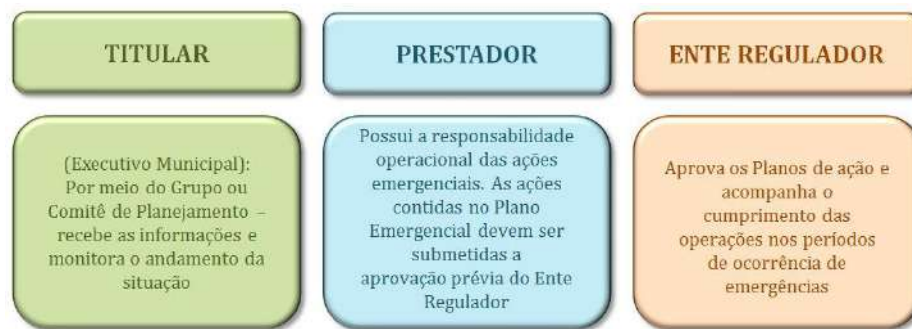 TITULAR
PRESTADOR
ENTE REGULADOR
(Executivo Municipal):
Por meio do Grupo ou
Comitê de Planejamento –
recebe as informações e
monitora o andamento da
situação
Possui a responsabilidade
operacional das ações
emergenciais. As ações
contidas no Plano
Emergencial devem ser
submetidas a
aprovação prévia do Ente
Regulador
Aprova os Planos de ação e
acompanha o
cumprimento das
operações nos períodos
de ocorrência de
emergências